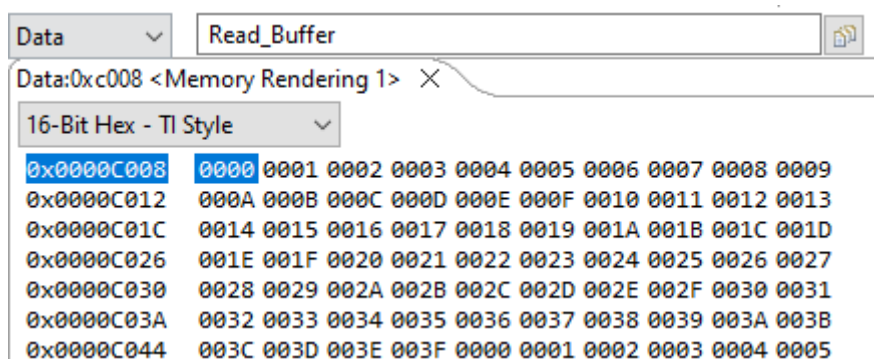 Data Read_Buffer
Data:0xc008 <Memory Rendering 1>
16-Bit Hex - TI Style
0x0000C008 0000 0001 0002 0003 0004 0005 0006 0007 0008 0009
0x0000C012 000A 000B 000C 000D 000E 000F 0010 0011 0012 0013
0x0000C01C 0014 0015 0016 0017 0018 0019 001A 001B 001C 001D
0x0000C026 001E 001F 0020 0021 0022 0023 0024 0025 0026 0027
0x0000C030 0028 0029 002A 002B 002C 002D 002E 002F 0030 0031
0x0000C03A 0032 0033 0034 0035 0036 0037 0038 0039 003A 003B
0x0000C044 003C 003D 003E 003F 0000 0001 0002 0003 0004 0005